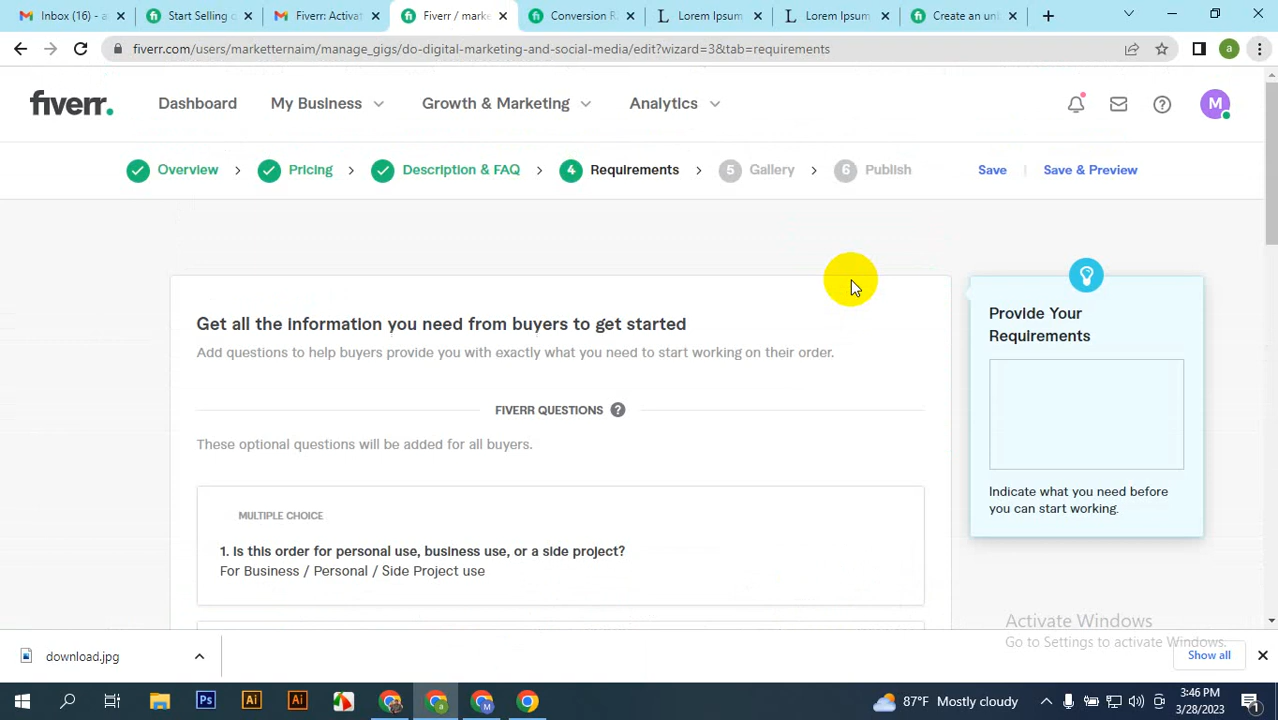 Inbox (16) - a
Start Selling c
Fiverr: Activat
Fiverr / marke
Conversion R
Lorem Ipsum
Lorem Ipsum
Create an unl
fiverr.com/users/marketternaim/manage_gigs/do-digital-marketing-and-social-media/edit?wizard=3&tab=requirements
a
fiverr.
Dashboard
My Business
Growth & Marketing
Analytics
M
Overview
Pricing
Description & FAQ
4 Requirements
5 Gallery
6 Publish
Save
Save & Preview
Get all the information you need from buyers to get started
Add questions to help buyers provide you with exactly what you need to start working on their order.
FIVERR QUESTIONS ?
These optional questions will be added for all buyers.
MULTIPLE CHOICE
1. Is this order for personal use, business use, or a side project?
For Business / Personal / Side Project use
Provide Your
Requirements
Indicate what you need before
you can start working.
Activate Windows
Go to Settings to activate Windows.
download.jpg
Show all
Ps
Ai
Ai
87°F Mostly cloudy
3:46 PM
3/28/2023